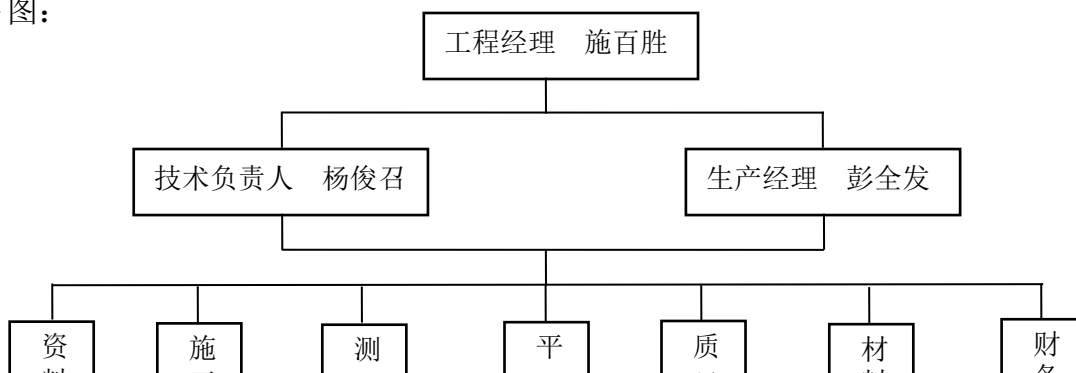 图：
工程经理　施百胜
技术负责人　杨俊召
生产经理　彭全发
资
施
测
平
质
材
财